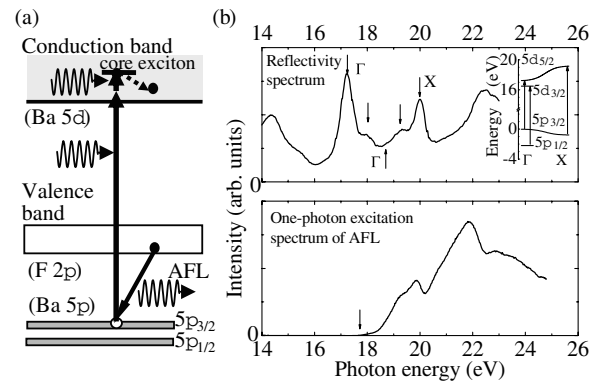 (a)
Conduction band
core exciton
(Ba 5d)
Valence
band
(F 2p)
AFL
(Ba 5p)
5p3/2
5p1/2
(b)
14 16 18 20 22 24 26
Reflectivity
spectrum
Γ
Γ
X
20
16
0
-4
Energy (eV)
5d5/2
5d3/2
5p3/2
5p1/2
Γ X
0
Intensity (arb. units)
One-photon excitation
spectrum of AFL
0
14 16 18 20 22 24 26
Photon energy (eV)